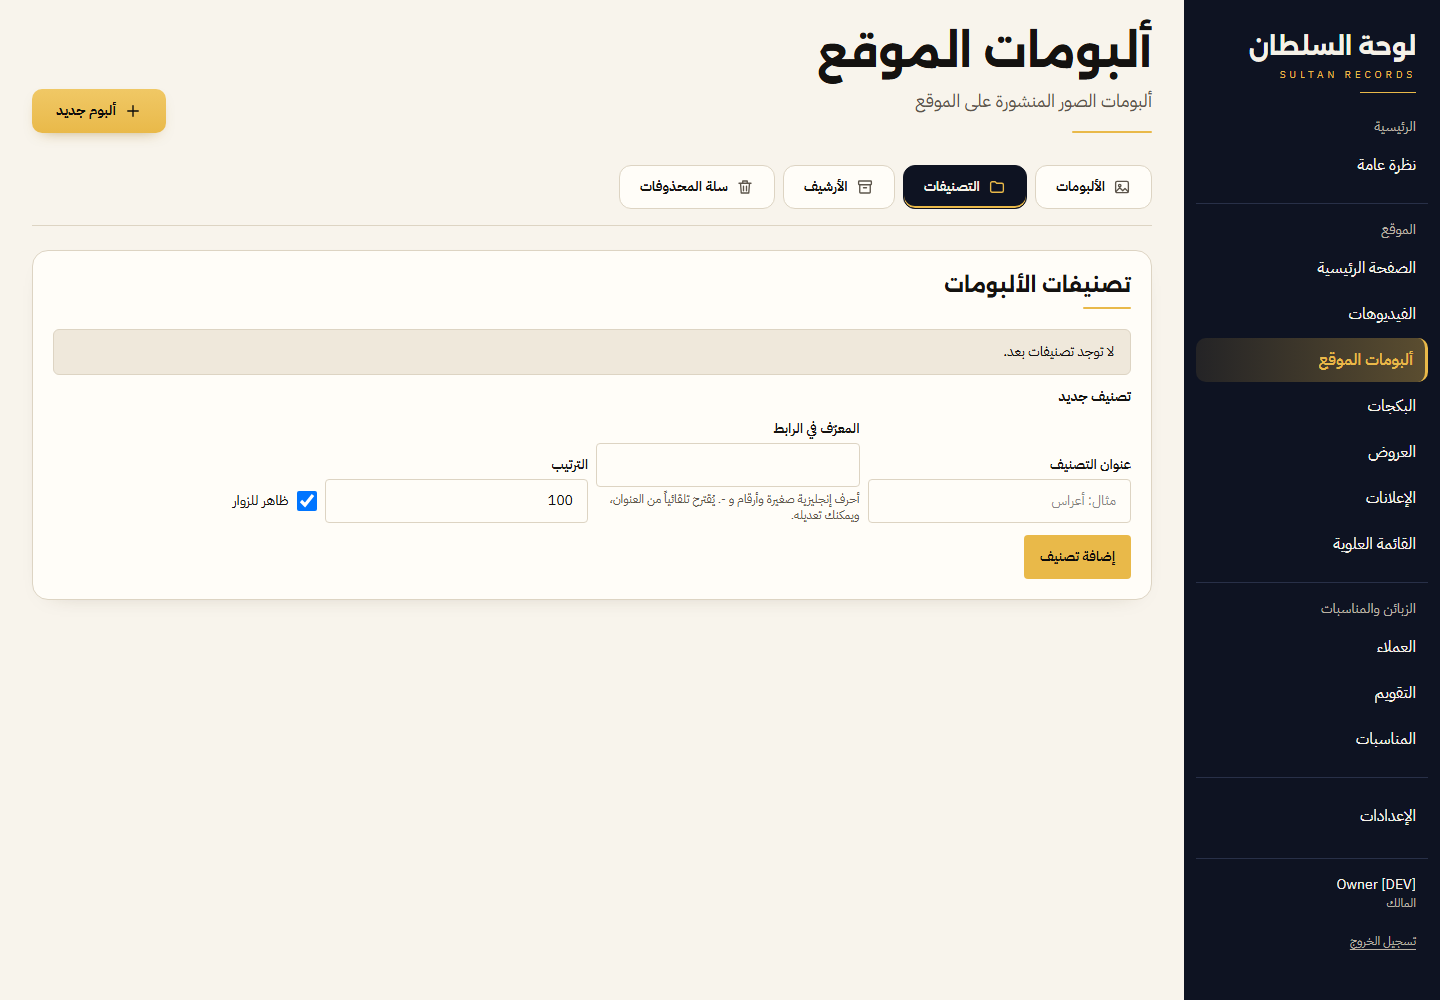 لوحة السلطان
SULTAN RECORDS
الرئيسية
نظرة عامة
الموقع
الصفحة الرئيسية
الفيديوهات
ألبومات الموقع
البكجات
العروض
الإعلانات
القائمة العلوية
الزبائن والمناسبات
العملاء
التقويم
المناسبات
الإعدادات
Owner [DEV]
المالك
تسجيل الخروج
ألبومات الموقع
ألبومات الصور المنشورة على الموقع
ألبوم جديد
الألبومات
التصنيفات
الأرشيف
سلة المحذوفات
تصنيفات الألبومات
لا توجد تصنيفات بعد.
تصنيف جديد
عنوان التصنيف
مثال: أعراس
المعرّف في الرابط
أحرف إنجليزية صغيرة وأرقام و -. يُقترح تلقائياً من العنوان،
ويمكنك تعديله.
الترتيب
100
ظاهر للزوار
إضافة تصنيف